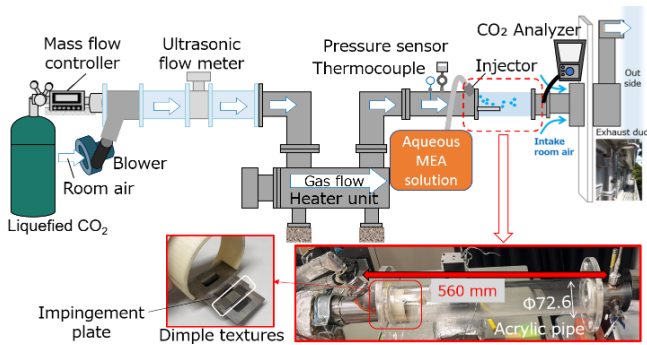 Mass flow
controller
Ultrasonic
flow meter
Pressure sensor
Thermocouple
Injector
CO₂ Analyzer
Out
side
Exhaust duc
Intake
room air
Aqueous
MEA
solution
Blower
Room air
Gas flow
Heater unit
Liquefied CO₂
Impingement
plate
Dimple textures
560 mm
Φ72.6
Acrylic pipe